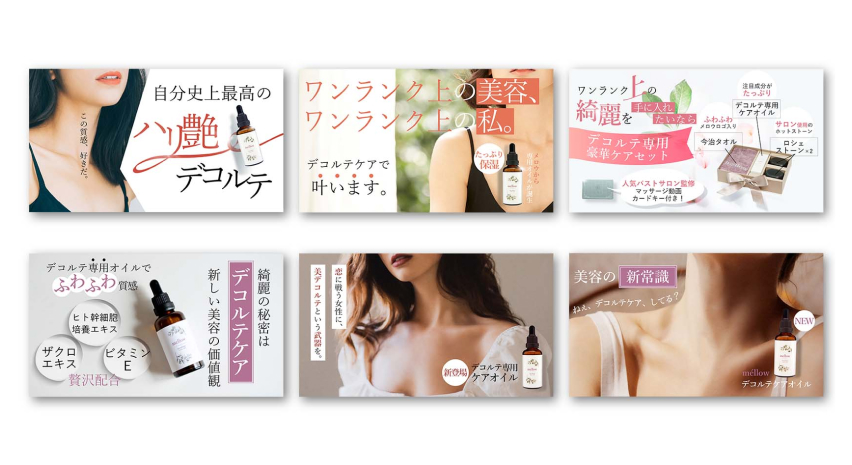 自分史上最高の
ハリ艶
デコルテ
この質感、好きだ。
ワンランク上の美容、
ワンランク上の私。
デコルテケアで
叶います。
たっぷり
保湿
ワンランク上の
綺麗を
手に入れ
たいなら
デコルテ専用
豪華ケアセット
人気バストサロン監修
マッサージ動画
カードキー付き!
注目成分が
たっぷり
デコルテ専用
ケアオイル
ふわふわ
メロウロゴ入り
今治タオル
サロン使用の
ホットストーン
ロシェ
ストーン×2
デコルテ専用オイルで
ふわふわ質感
ヒト幹細胞
培養エキス
ザクロ
エキス
ビタミン
E
贅沢配合
綺麗の秘密は
デコルテケア
新しい美容の価値観
恋に戦う女性に、
美デコルテという武器を。
新登場
デコルテ専用
ケアオイル
美容の新常識
ねぇ、デコルテケア、してる?
NEW
mellow
デコルテケアオイル